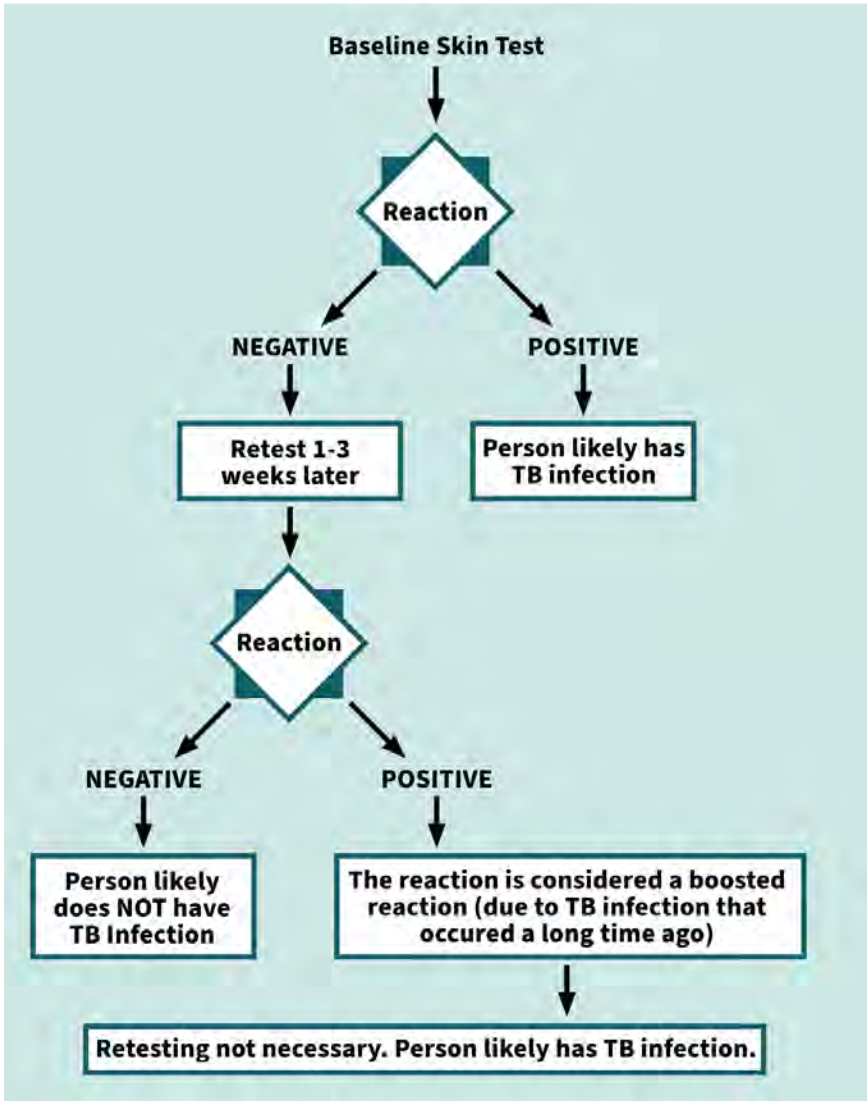 Baseline Skin Test
Reaction
NEGATIVE
POSITIVE
Retest 1-3
weeks later
Person likely has
TB infection
Reaction
NEGATIVE
POSITIVE
Person likely
does NOT have
TB Infection
The reaction is considered a boosted
reaction (due to TB infection that
occured a long time ago)
Retesting not necessary. Person likely has TB infection.